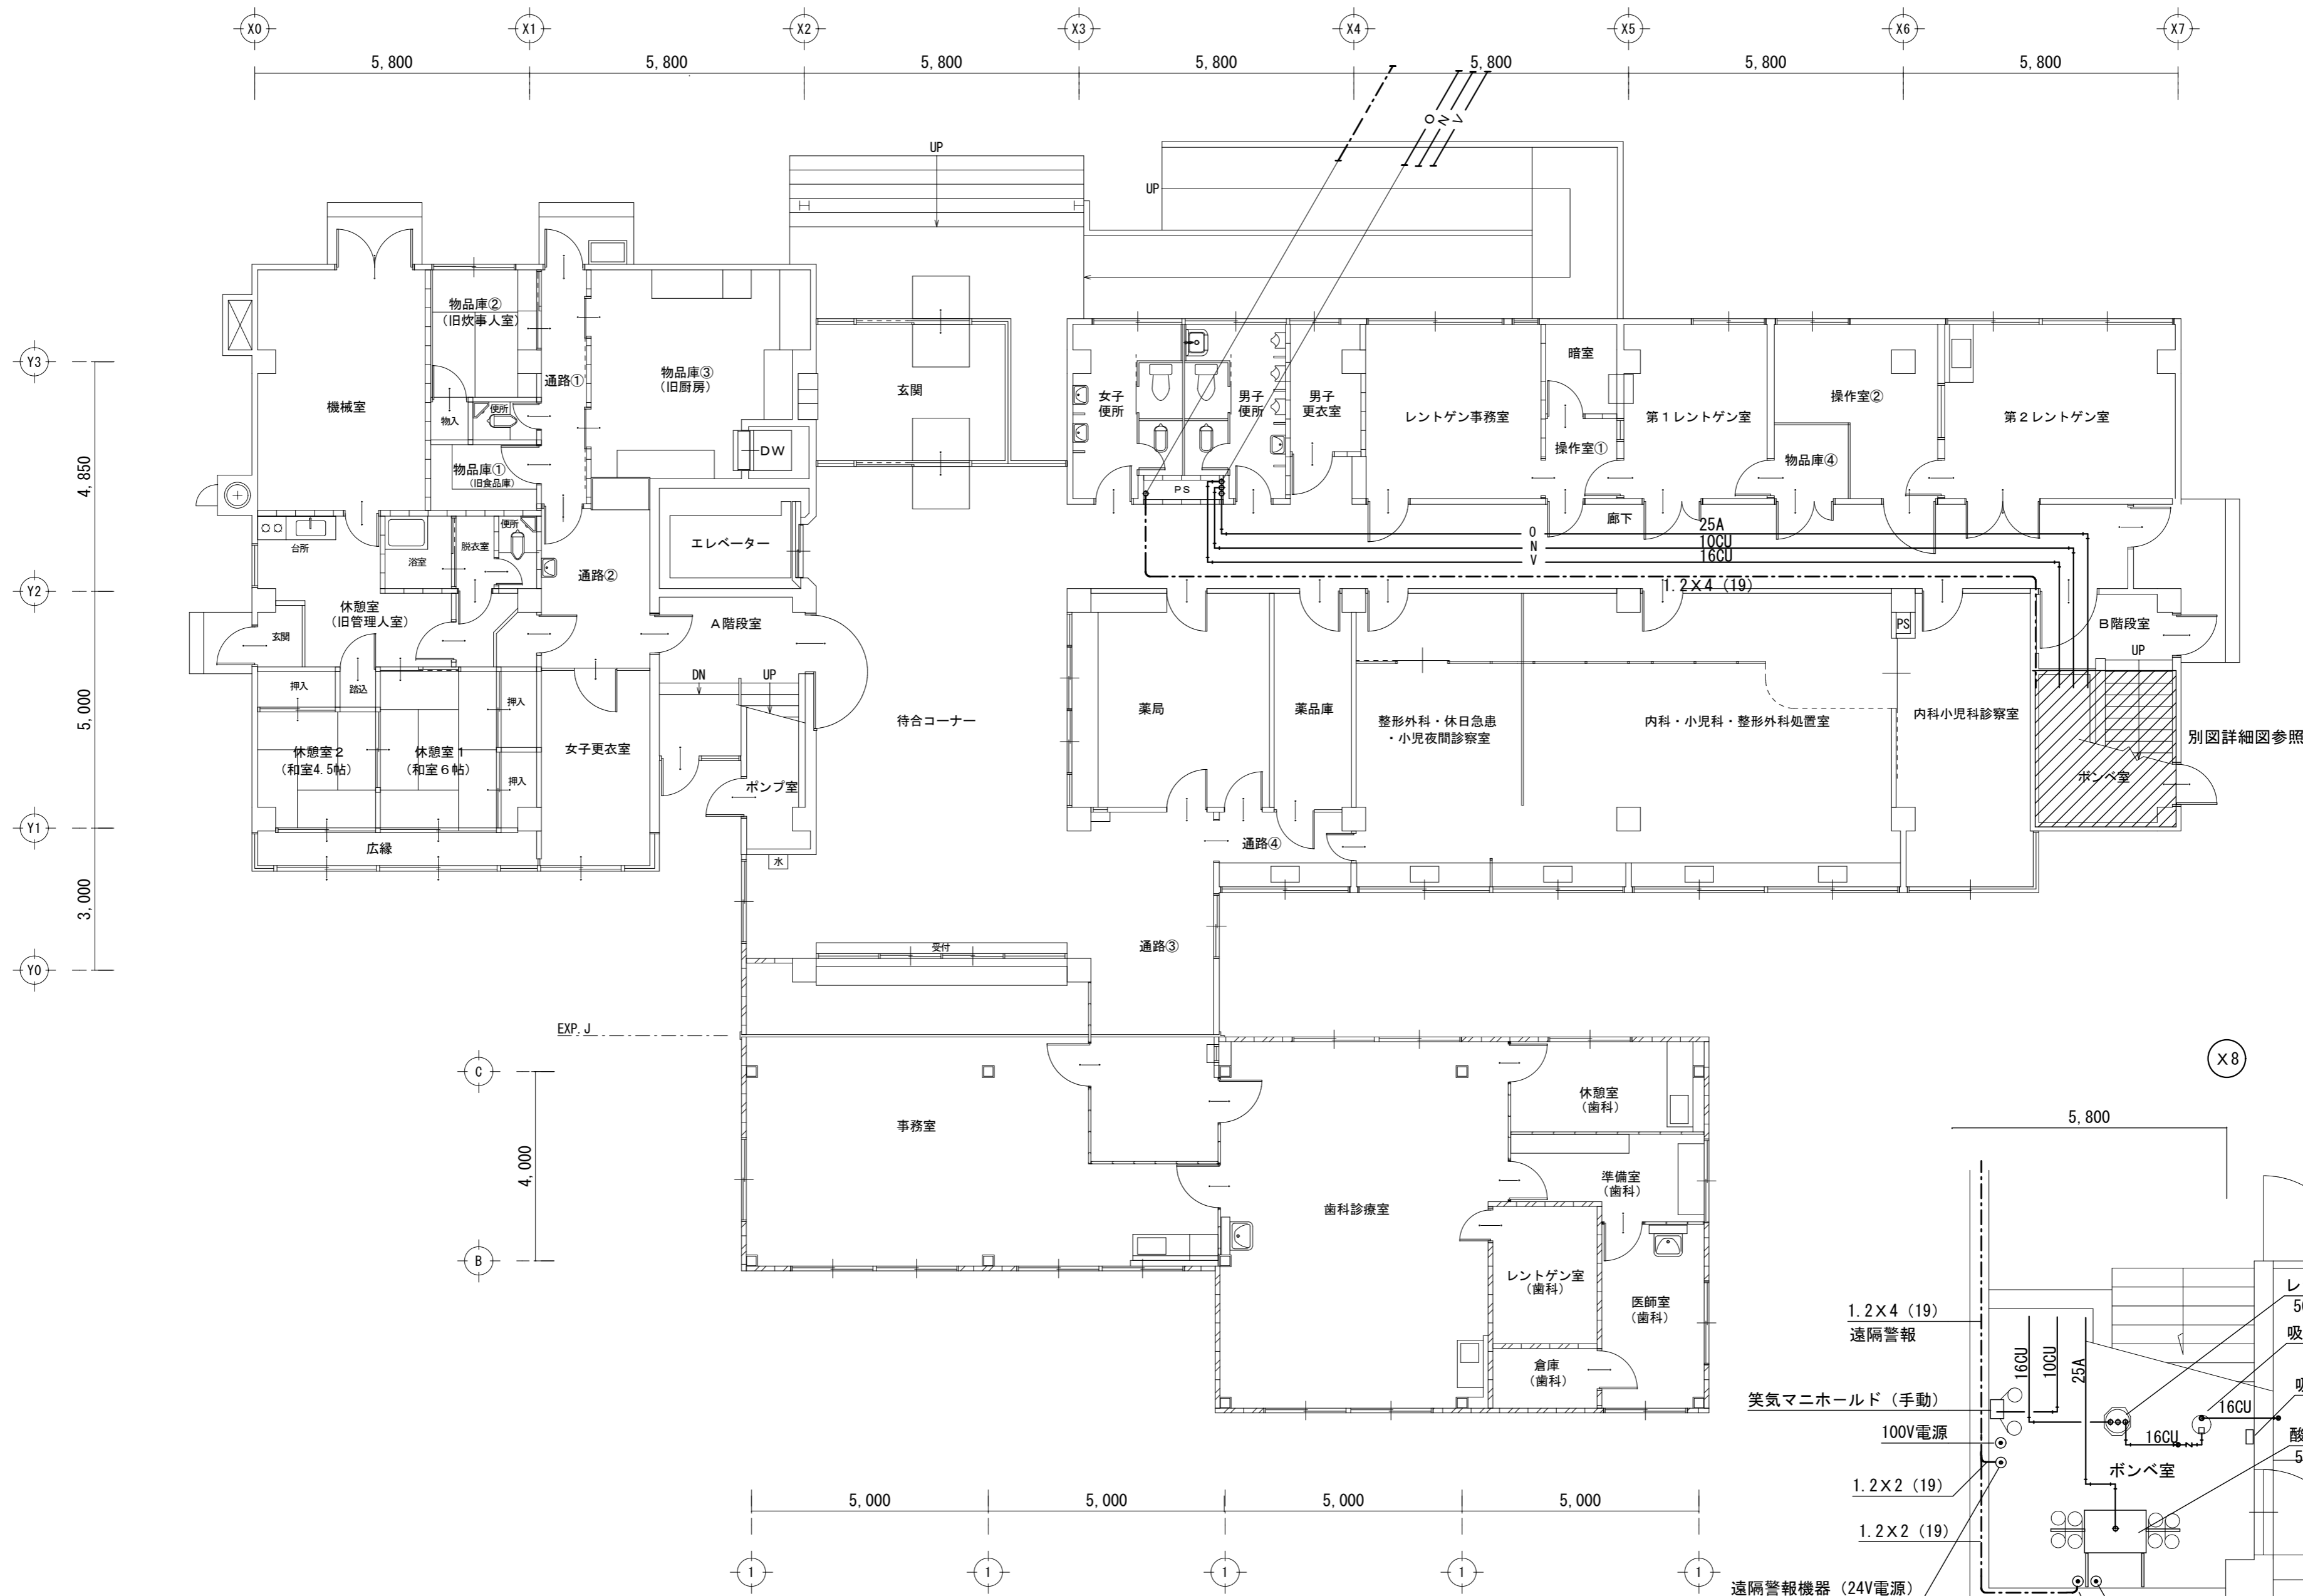 X0
X1
X2
X3
X4
X5
X6
X7
5,800
5,800
5,800
5,800
5,800
5,800
5,800
O
N
V
UP
UP
Y3
Y2
Y1
Y0
4,850
5,000
3,000
物品庫②
(旧炊事人室)
通路①
物品庫③
(旧厨房)
機械室
物入
便所
物品庫①
(旧食品庫)
DW
玄関
女子
便所
男子
便所
男子
更衣室
PS
レントゲン事務室
暗室
操作室①
第1レントゲン室
操作室②
物品庫④
第2レントゲン室
廊下
O
N
V
25A
10CU
16CU
1.2X4 (19)
台所
浴室
脱衣室
便所
エレベーター
通路②
休憩室
(旧管理人室)
玄関
A階段室
PS
B階段室
UP
押入
踏込
押入
DN
UP
待合コーナー
薬局
薬品庫
整形外科・休日急患
・小児夜間診察室
内科・小児科・整形外科処置室
内科小児科診察室
別図詳細図参照
ボンベ室
休憩室2
(和室4.5帖)
休憩室1
(和室6帖)
押入
女子更衣室
ポンプ室
広縁
水
通路④
受付
通路③
EXP.J
C
B
4,000
事務室
休憩室
(歯科)
準備室
(歯科)
歯科診療室
レントゲン室
(歯科)
医師室
(歯科)
倉庫
(歯科)
5,000
5,000
5,000
5,000
1
1
1
1
1
X8
5,800
1.2X4 (19)
遠隔警報
16CU
10CU
25A
笑気マニホールド (手動)
100V電源
1.2X2 (19)
1.2X2 (19)
遠隔警報機器 (24V電源)
16CU
16CU
N
ボンベ室
レ
吸
酸
5